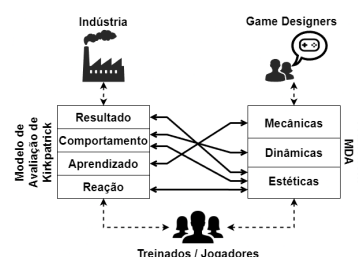 Indústria
Game Designers
Modelo de
Avaliação de
Kirkpatrick
Resultado
Comportamento
Aprendizado
Reação
Mecânicas
Dinâmicas
Estéticas
MDA
Treinados / Jogadores